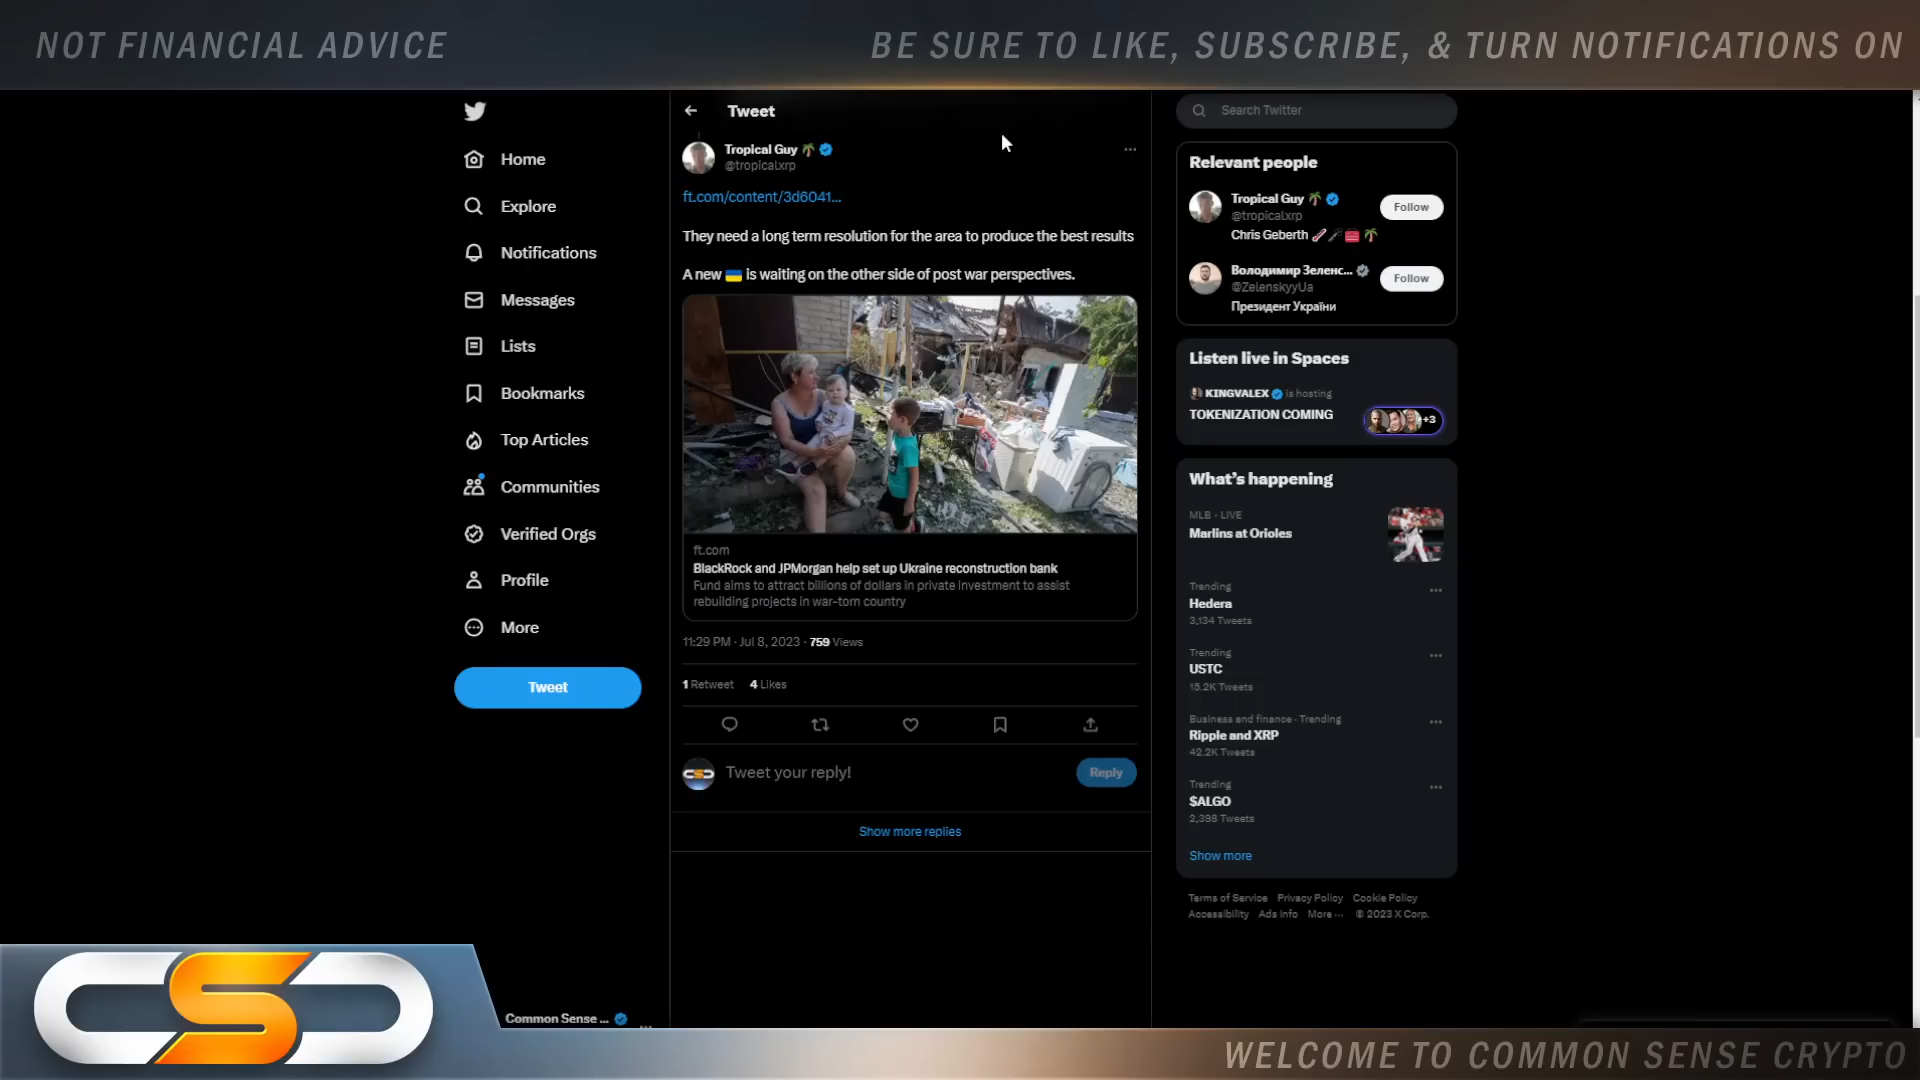 NOT FINANCIAL ADVICE
BE SURE TO LIKE, SUBSCRIBE, & TURN NOTIFICATIONS ON
Home
Explore
Notifications
Messages
Lists
Bookmarks
Top Articles
Communities
Verified Orgs
Profile
More
Tweet
Common Sense ...
Tweet
Tropical Guy
@tropicalxrp
ft.com/content/3d6041...
They need a long term resolution for the area to produce the best results
A new 🇺🇦 is waiting on the other side of post war perspectives.
ft.com
BlackRock and JPMorgan help set up Ukraine reconstruction bank
Fund aims to attract billions of dollars in private investment to assist
rebuilding projects in war-torn country
11:29 PM · Jul 8, 2023 · 759 Views
1 Retweet 4 Likes
Tweet your reply!
Reply
Show more replies
Search Twitter
Relevant people
Tropical Guy
@tropicalxrp
Follow
Chris Geberth
Володимир Зеленс...
@ZelenskyyUa
Follow
Президент України
Listen live in Spaces
KINGVALEX is hosting
TOKENIZATION COMING
+3
What's happening
MLB · LIVE
Marlins at Orioles
Trending
Hedera
3,134 Tweets
Trending
USTC
15.2K Tweets
Business and finance · Trending
Ripple and XRP
42.2K Tweets
Trending
$ALGO
2,398 Tweets
Show more
Terms of Service Privacy Policy Cookie Policy
Accessibility Ads info More ... © 2023 X Corp.
CSC
WELCOME TO COMMON SENSE CRYPTO